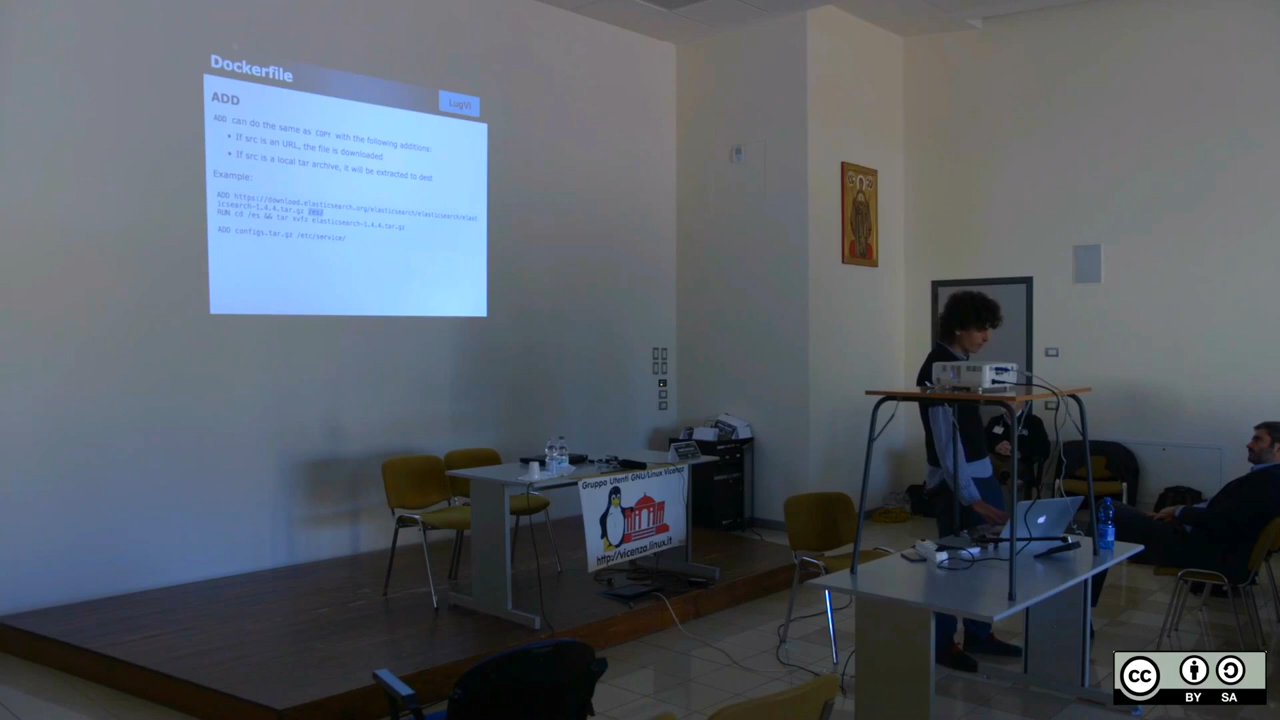 Dockerfile
LugVI
ADD
ADD can do the same as COPY with the following additions:
• If src is an URL, the file is downloaded
• If src is a local tar archive, it will be extracted to dest
Example:
ADD https://download.elasticsearch.org/elasticsearch/elasticsearch/elast
icsearch-1.4.4.tar.gz /es/
RUN cd /es && tar xvfz elasticsearch-1.4.4.tar.gz
ADD configs.tar.gz /etc/service/
Gruppo Utenti GNU/Linux Vicenza
http://vicenza.linux.it
cc
BY SA